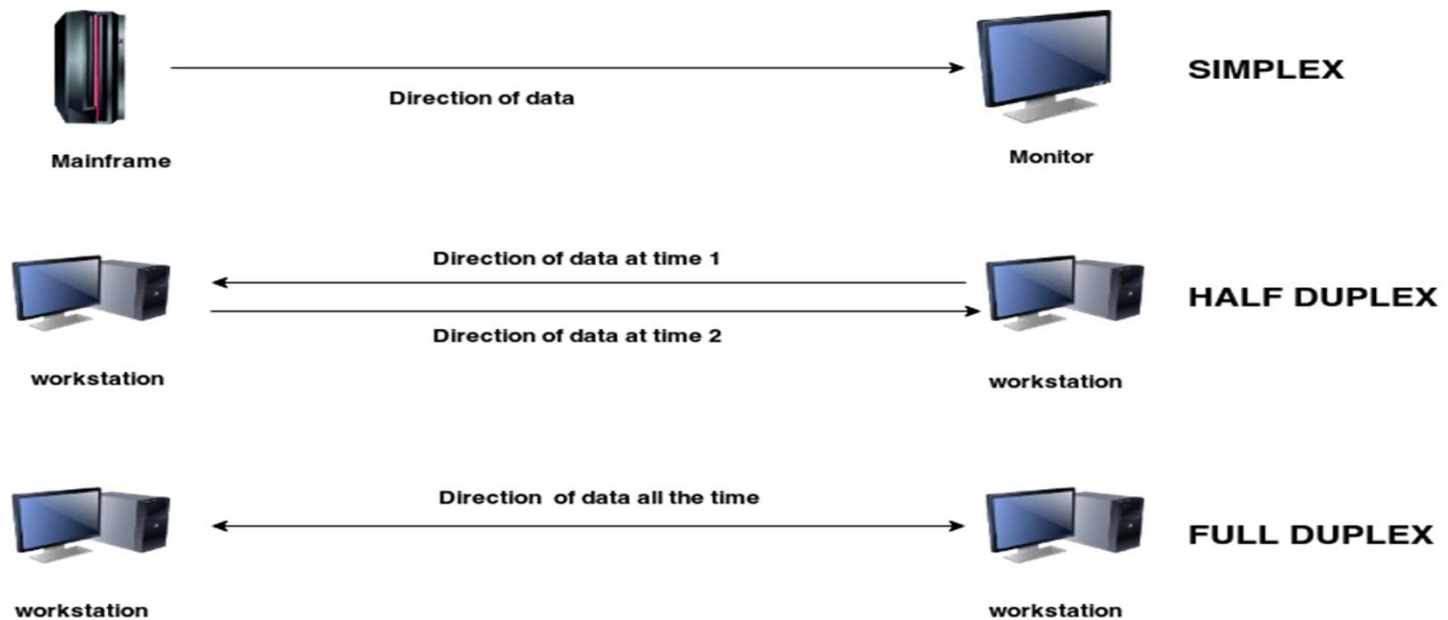 SIMPLEX
Direction of data
Mainframe
Monitor
Direction of data at time 1
HALF DUPLEX
Direction of data at time 2
workstation
workstation
Direction of data all the time
FULL DUPLEX
workstation
workstation